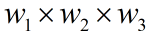 w₁ × w₂ × w₃